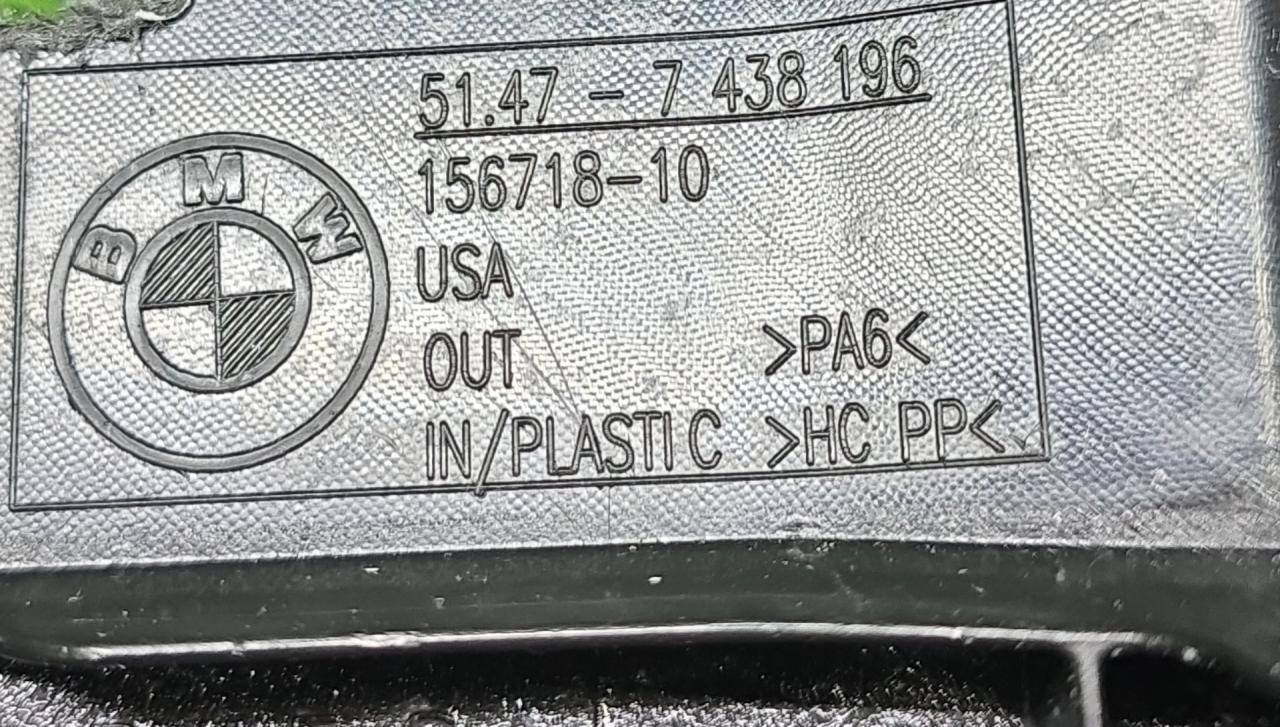 BMW
51.47 - 7 438 196
156718-10
USA
OUT >PA6<
IN/PLASTIC >HC PP<